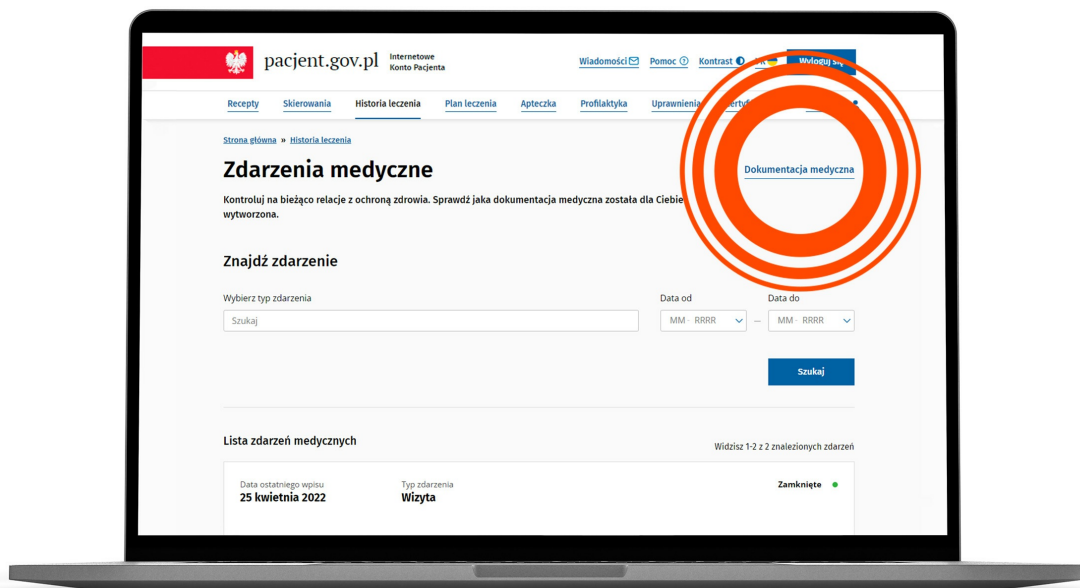 pacjent.gov.pl
Internetowe
Konto Pacjenta
Wiadomości Pomoc Kontrast
Wyloguj się
Recepty Skierowania Historia leczenia Plan leczenia Apteczka Profilaktyka Uprawnienia
Strona główna » Historia leczenia
Zdarzenia medyczne
Dokumentacja medyczna
Kontroluj na bieżąco relacje z ochroną zdrowia. Sprawdź jaka dokumentacja medyczna została dla Ciebie
wytworzona.
Znajdź zdarzenie
Wybierz typ zdarzenia Data od Data do
Szukaj MM - RRRR – MM - RRRR
Szukaj
Lista zdarzeń medycznych
Widzisz 1-2 z 2 znalezionych zdarzeń
Data ostatniego wpisu Typ zdarzenia Zamknięte
25 kwietnia 2022 Wizyta